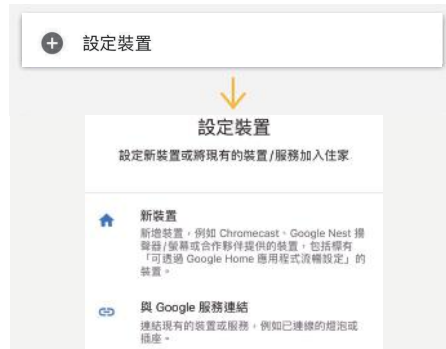 設定裝置
設定裝置
設定新裝置或將現有的裝置/服務加入住家
新裝置
新增裝置，例如 Chromecast、Google Nest 揚
聲器/螢幕或合作夥伴提供的裝置，包括標有
「可透過 Google Home 應用程式流暢設定」的
裝置。
與 Google 服務連結
連結現有的裝置或服務，例如已連線的燈泡或
插座。